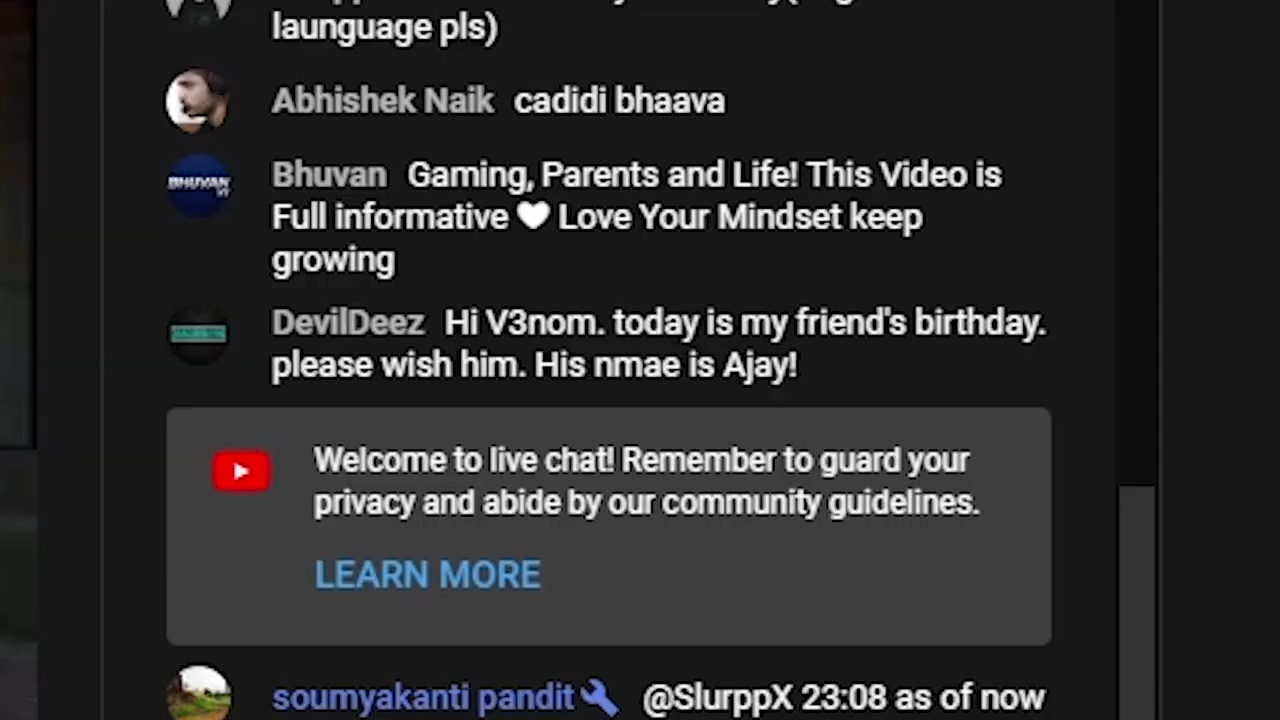 launguage pls)
Abhishek Naik cadidi bhaava
BHUVAN
Bhuvan Gaming, Parents and Life! This Video is
Full informative 🤍 Love Your Mindset keep
growing
DevilDeez Hi V3nom. today is my friend's birthday.
please wish him. His nmae is Ajay!
Welcome to live chat! Remember to guard your
privacy and abide by our community guidelines.
LEARN MORE
soumyakanti pandit @SlurppX 23:08 as of now